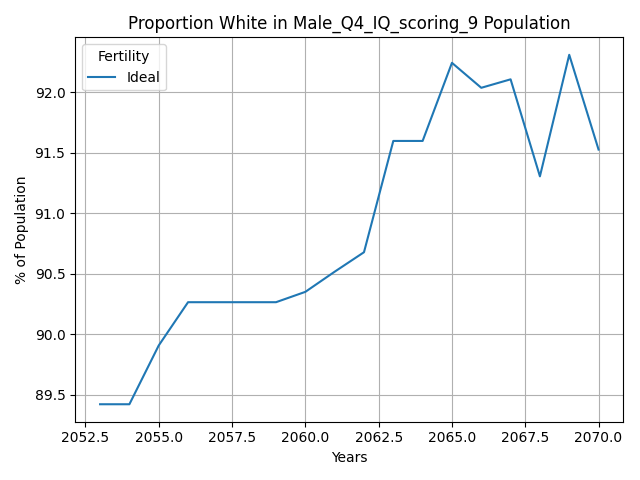 Proportion White in Male_Q4_IQ_scoring_9 Population
Fertility
Ideal
% of Population
92.0
91.5
91.0
90.5
90.0
89.5
2052.5 2055.0 2057.5 2060.0 2062.5 2065.0 2067.5 2070.0
Years